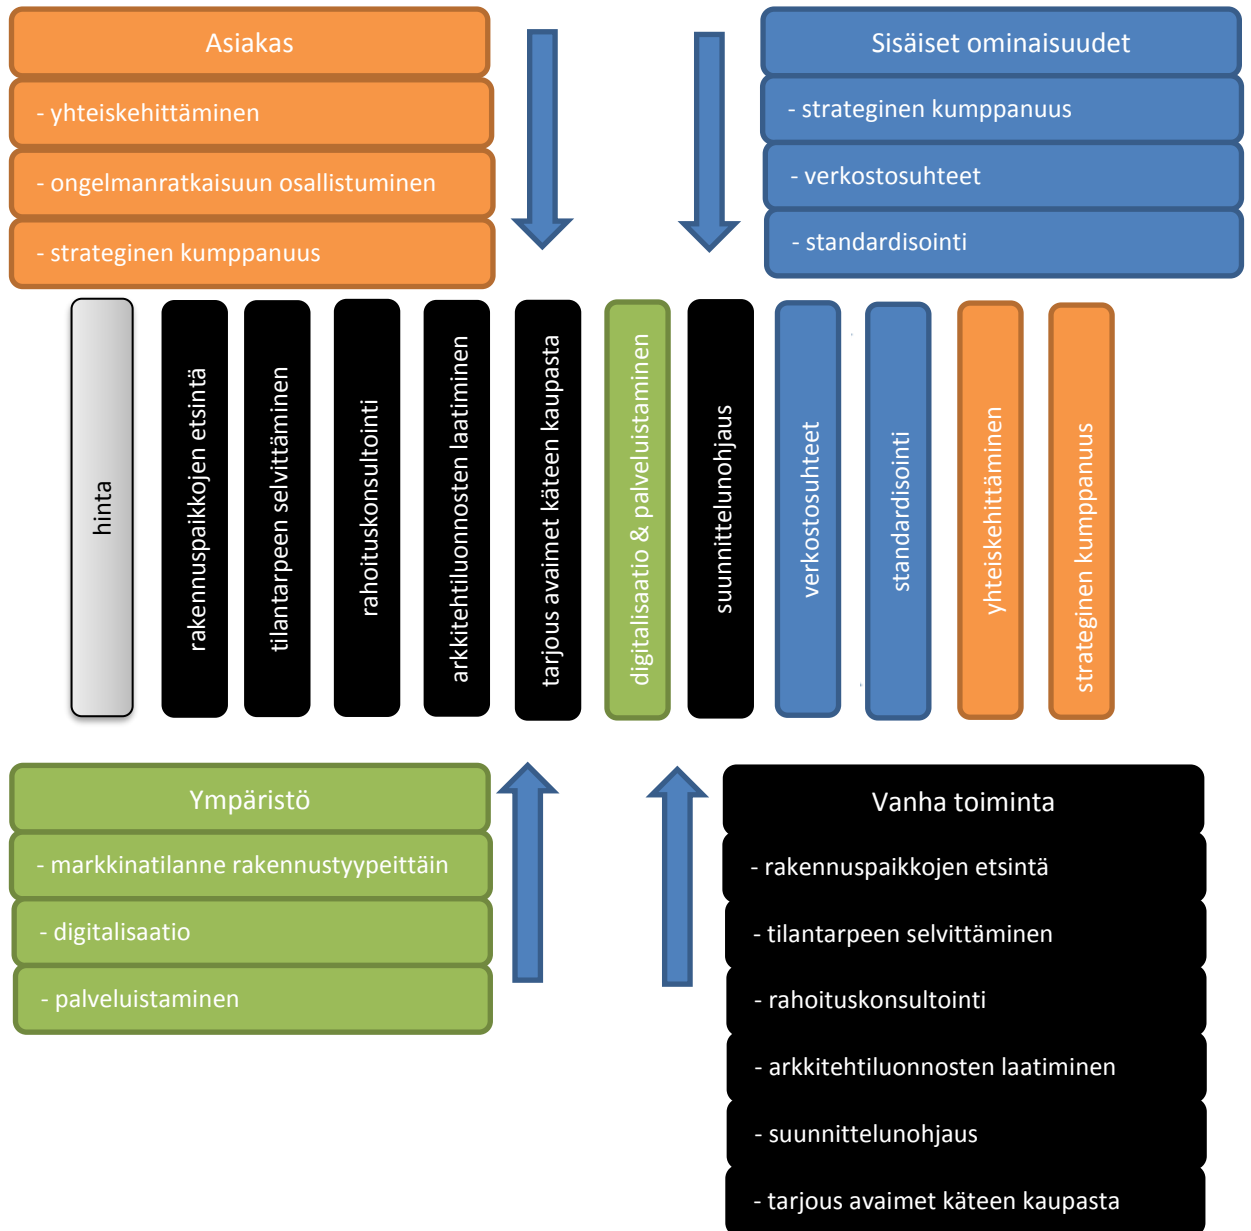 Asiakas
- yhteiskehittäminen
- ongelmanratkaisuun osallistuminen
- strateginen kumppanuus
Sisäiset ominaisuudet
- strateginen kumppanuus
- verkostosuhteet
- standardisointi
hinta
rakennuspaikkojen etsintä
tilantarpeen selvittäminen
rahoituskonsultointi
arkkitehtiluonnosten laatiminen
tarjous avaimet käteen kaupasta
digitalisaatio & palveluistaminen
suunnittelunohjaus
verkostosuhteet
standardisointi
yhteiskehittäminen
strateginen kumppanuus
Ympäristö
- markkinatilanne rakennustyypeittäin
- digitalisaatio
- palveluistaminen
Vanha toiminta
- rakennuspaikkojen etsintä
- tilantarpeen selvittäminen
- rahoituskonsultointi
- arkkitehtiluonnosten laatiminen
- suunnittelunohjaus
- tarjous avaimet käteen kaupasta